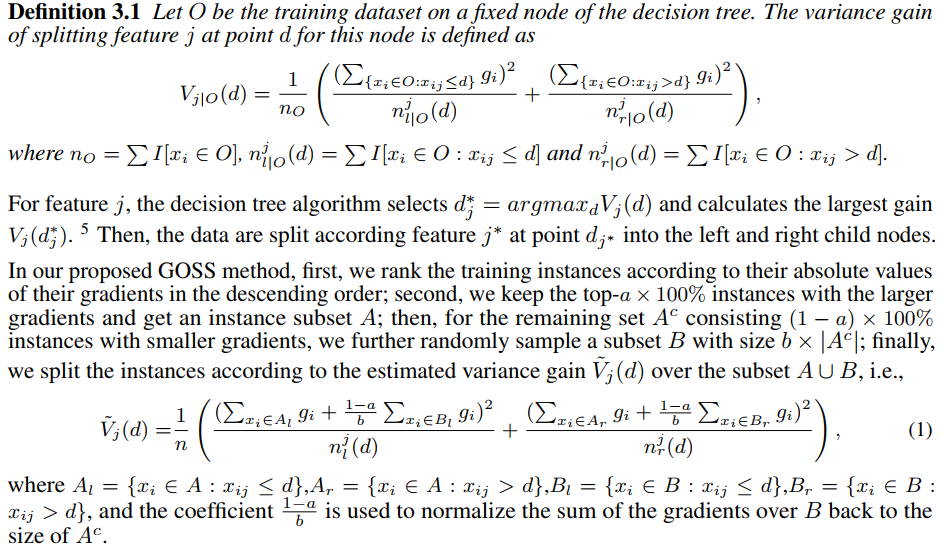 Definition 3.1 Let O be the training dataset on a fixed node of the decision tree. The variance gain
of splitting feature j at point d for this node is defined as
$$V_{j|O}(d) = \frac{1}{n_O} \left( \frac{(\sum_{\{x_i \in O: x_{ij} \le d\}} g_i)^2}{n^j_{l|O}(d)} + \frac{(\sum_{\{x_i \in O: x_{ij} > d\}} g_i)^2}{n^j_{r|O}(d)} \right),$$
where $n_O = \sum I[x_i \in O]$, $n^j_{l|O}(d) = \sum I[x_i \in O : x_{ij} \le d]$ and $n^j_{r|O}(d) = \sum I[x_i \in O : x_{ij} > d]$.
For feature $j$, the decision tree algorithm selects $d^*_j = argmax_d V_j(d)$ and calculates the largest gain
$V_j(d^*_j)$. $^5$ Then, the data are split according feature $j^*$ at point $d_{j^*}$ into the left and right child nodes.
In our proposed GOSS method, first, we rank the training instances according to their absolute values
of their gradients in the descending order; second, we keep the top-$a \times 100\%$ instances with the larger
gradients and get an instance subset $A$; then, for the remaining set $A^c$ consisting $(1 - a) \times 100\%$
instances with smaller gradients, we further randomly sample a subset $B$ with size $b \times |A^c|$; finally,
we split the instances according to the estimated variance gain $\tilde{V}_j(d)$ over the subset $A \cup B$, i.e.,
$$\tilde{V}_j(d) = \frac{1}{n} \left( \frac{(\sum_{x_i \in A_l} g_i + \frac{1-a}{b} \sum_{x_i \in B_l} g_i)^2}{n^j_l(d)} + \frac{(\sum_{x_i \in A_r} g_i + \frac{1-a}{b} \sum_{x_i \in B_r} g_i)^2}{n^j_r(d)} \right), \quad (1)$$
where $A_l = \{x_i \in A : x_{ij} \le d\}$,$A_r = \{x_i \in A : x_{ij} > d\}$,$B_l = \{x_i \in B : x_{ij} \le d\}$,$B_r = \{x_i \in B :$
$x_{ij} > d\}$, and the coefficient $\frac{1-a}{b}$ is used to normalize the sum of the gradients over $B$ back to the
size of $A^c$.